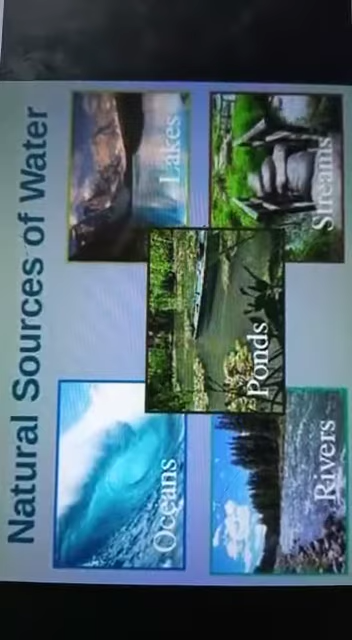 Natural Sources of Water
Oceans
Lakes
Ponds
Rivers
Streams